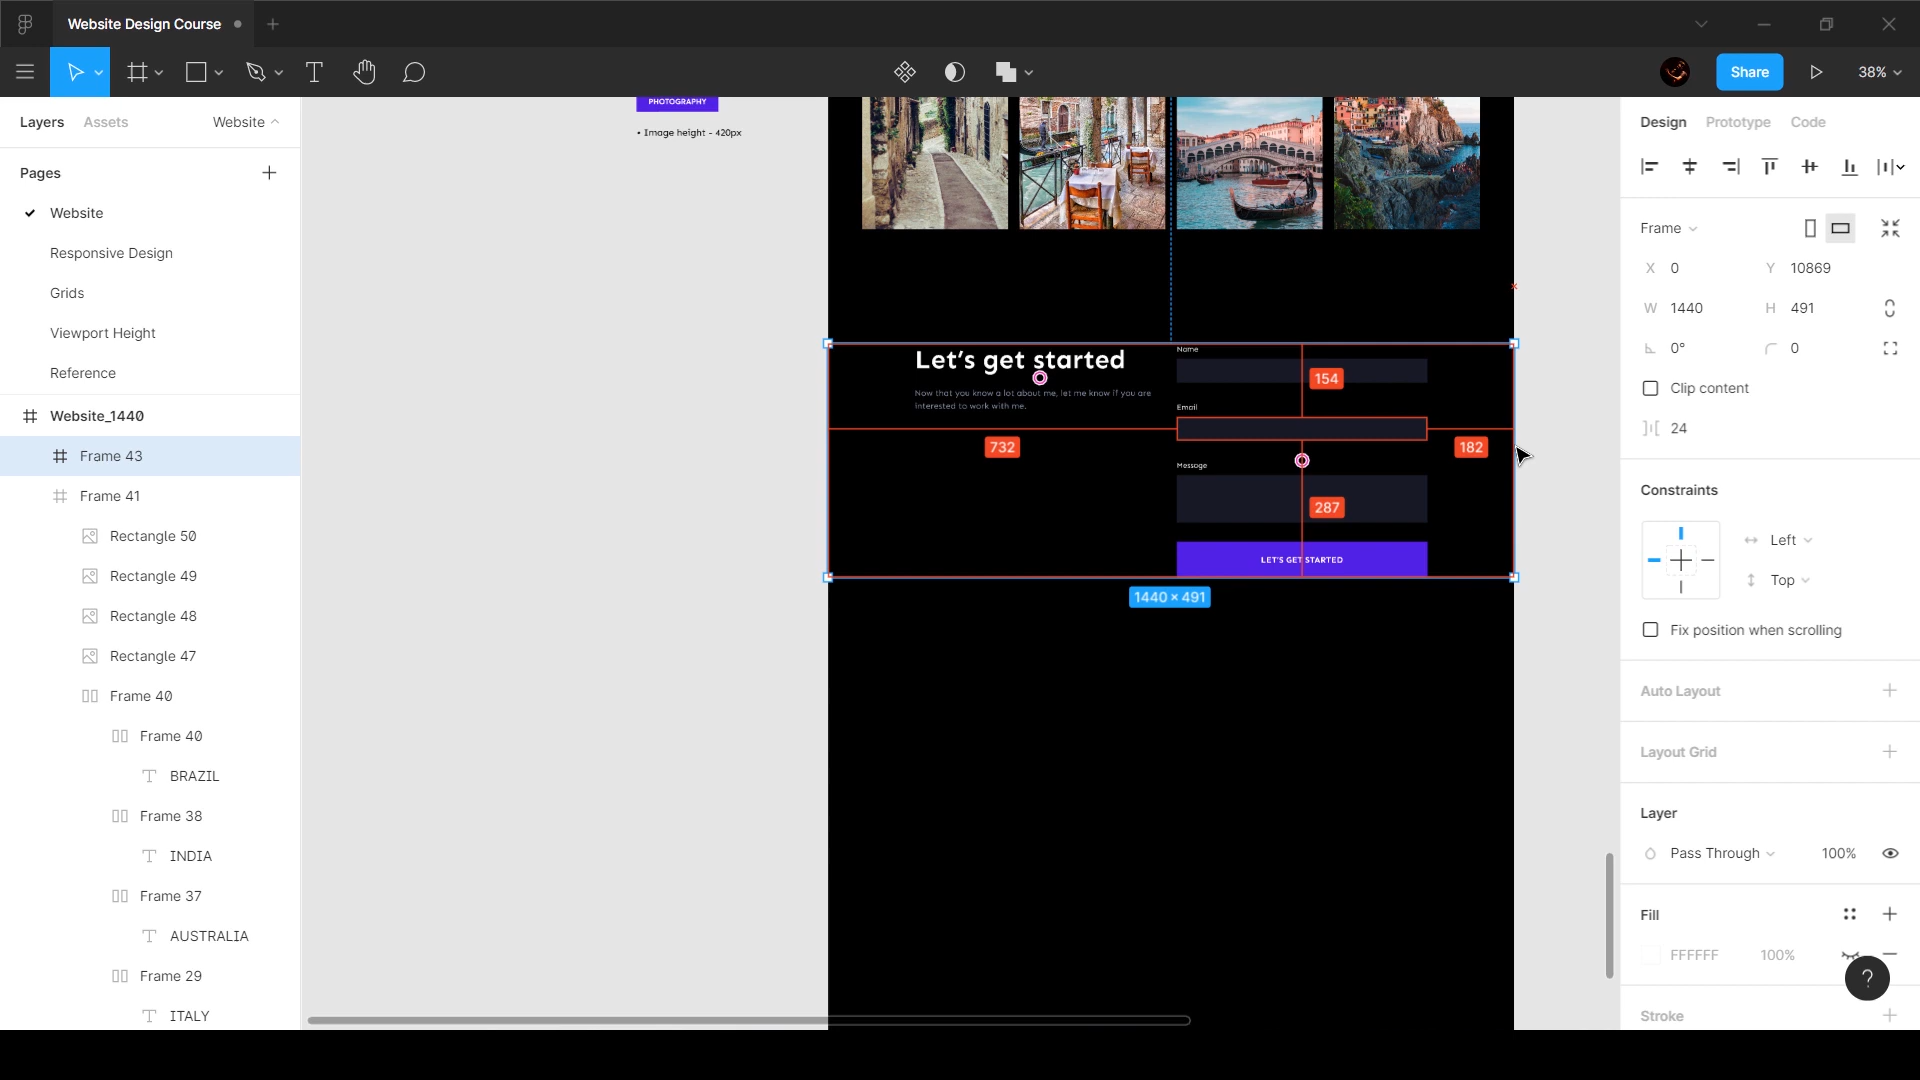 Website Design Course
Share
38%
Layers
Assets
Website
Pages
Website
Responsive Design
Grids
Viewport Height
Reference
Website_1440
Frame 43
Frame 41
Rectangle 50
Rectangle 49
Rectangle 48
Rectangle 47
Frame 40
Frame 40
BRAZIL
Frame 38
INDIA
Frame 37
AUSTRALIA
Frame 29
ITALY
PHOTOGRAPHY
• Image height - 420px
Let's get started
Now that you know a lot about me, let me know if you are
interested to work with me.
Name
154
Email
732
182
Message
287
LET'S GET STARTED
1440 × 491
Design
Prototype
Code
Frame
X 0
Y 10869
W 1440
H 491
0°
0
Clip content
24
Constraints
Left
Top
Fix position when scrolling
Auto Layout
Layout Grid
Layer
Pass Through
100%
Fill
FFFFFF
100%
?
Stroke